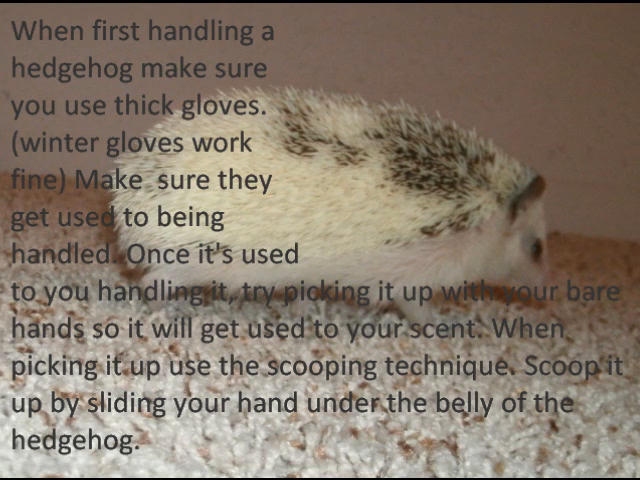 When first handling a
hedgehog make sure
you use thick gloves.
(winter gloves work
fine) Make  sure they
get used to being
handled. Once it's used
to you handling it, try picking it up with your bare
hands so it will get used to your scent. When
picking it up use the scooping technique. Scoop it
up by sliding your hand under the belly of the
hedgehog.